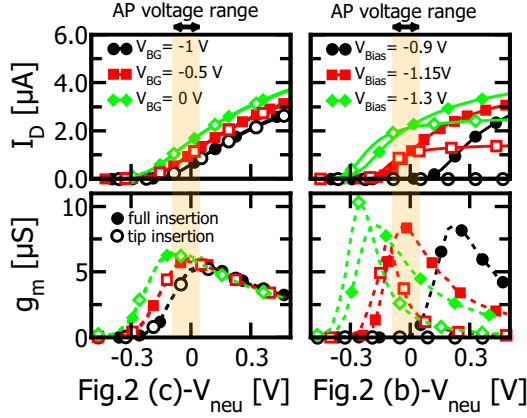 AP voltage range AP voltage range
I_D [μA]
6.0
4.0
2.0
0.0
V_BG = -1 V
V_BG = -0.5 V
V_BG = 0 V
V_Bias = -0.9 V
V_Bias = -1.15V
V_Bias = -1.3 V
g_m [μS]
10
5
0
full insertion
tip insertion
-0.3 0 0.3 -0.3 0 0.3
Fig.2 (c)-V_neu [V] Fig.2 (b)-V_neu [V]